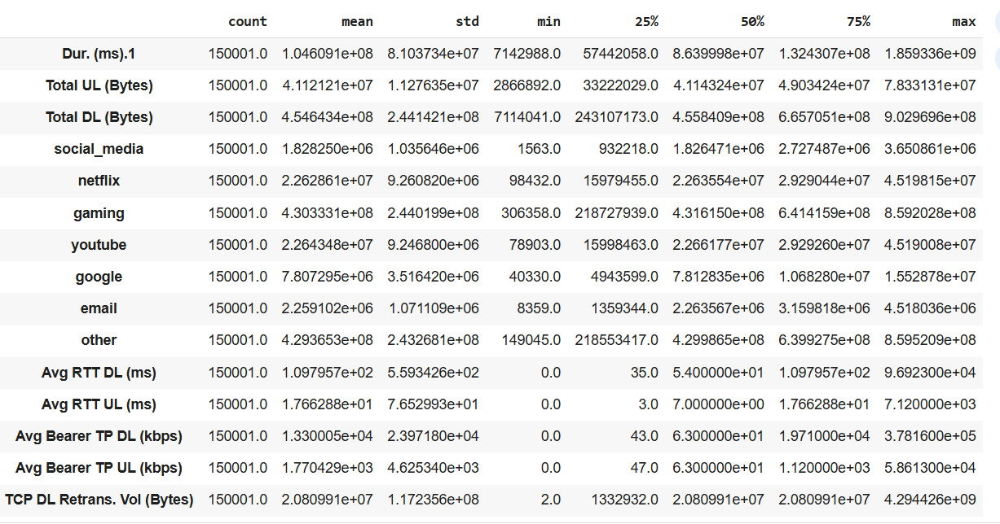 count mean std min 25% 50% 75% max
Dur. (ms).1 150001.0 1.046091e+08 8.103734e+07 7142988.0 57442058.0 8.639998e+07 1.324307e+08 1.859336e+09
Total UL (Bytes) 150001.0 4.112121e+07 1.127635e+07 2866892.0 33222029.0 4.114324e+07 4.903424e+07 7.833131e+07
Total DL (Bytes) 150001.0 4.546434e+08 2.441421e+08 7114041.0 243107173.0 4.558409e+08 6.657051e+08 9.029696e+08
social_media 150001.0 1.828250e+06 1.035646e+06 1563.0 932218.0 1.826471e+06 2.727487e+06 3.650861e+06
netflix 150001.0 2.262861e+07 9.260820e+06 98432.0 15979455.0 2.263554e+07 2.929044e+07 4.519815e+07
gaming 150001.0 4.303331e+08 2.440199e+08 306358.0 218727939.0 4.316150e+08 6.414159e+08 8.592028e+08
youtube 150001.0 2.264348e+07 9.246800e+06 78903.0 15998463.0 2.266177e+07 2.929260e+07 4.519008e+07
google 150001.0 7.807295e+06 3.516420e+06 40330.0 4943599.0 7.812835e+06 1.068280e+07 1.552878e+07
email 150001.0 2.259102e+06 1.071109e+06 8359.0 1359344.0 2.263567e+06 3.159818e+06 4.518036e+06
other 150001.0 4.293653e+08 2.432681e+08 149045.0 218553417.0 4.299865e+08 6.399275e+08 8.595209e+08
Avg RTT DL (ms) 150001.0 1.097957e+02 5.593426e+02 0.0 35.0 5.400000e+01 1.097957e+02 9.692300e+04
Avg RTT UL (ms) 150001.0 1.766288e+01 7.652993e+01 0.0 3.0 7.000000e+00 1.766288e+01 7.120000e+03
Avg Bearer TP DL (kbps) 150001.0 1.330005e+04 2.397180e+04 0.0 43.0 6.300000e+01 1.971000e+04 3.781600e+05
Avg Bearer TP UL (kbps) 150001.0 1.770429e+03 4.625340e+03 0.0 47.0 6.300000e+01 1.120000e+03 5.861300e+04
TCP DL Retrans. Vol (Bytes) 150001.0 2.080991e+07 1.172356e+08 2.0 1332932.0 2.080991e+07 2.080991e+07 4.294426e+09